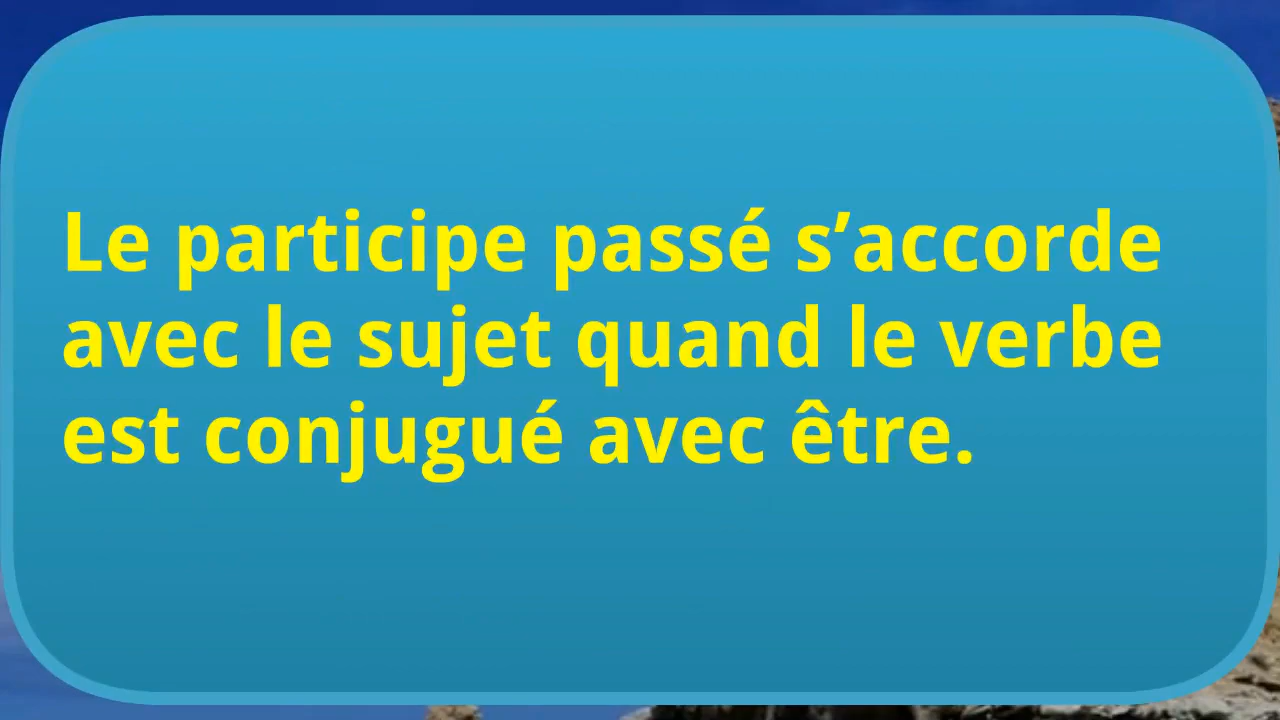 Le participe passé s’accorde
avec le sujet quand le verbe
est conjugué avec être.